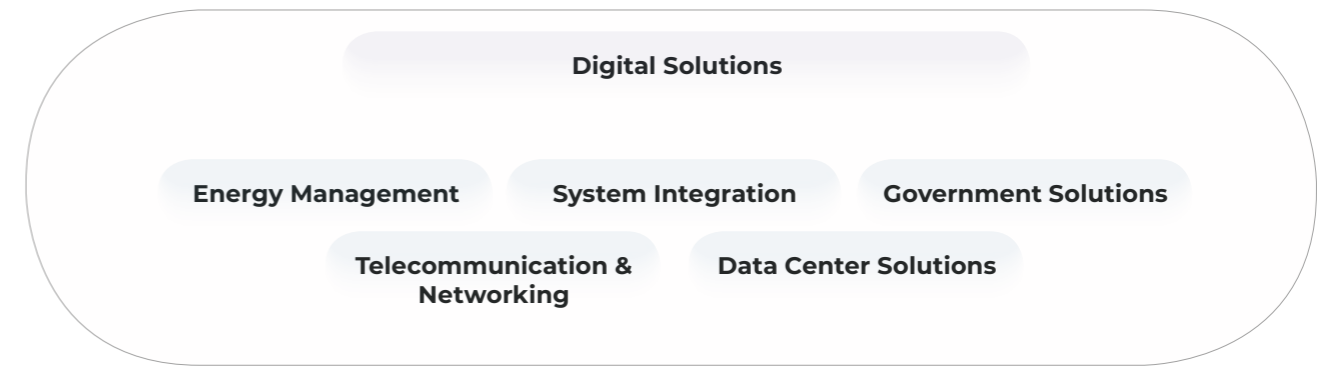 Digital Solutions
Energy Management
System Integration
Government Solutions
Telecommunication &
Networking
Data Center Solutions